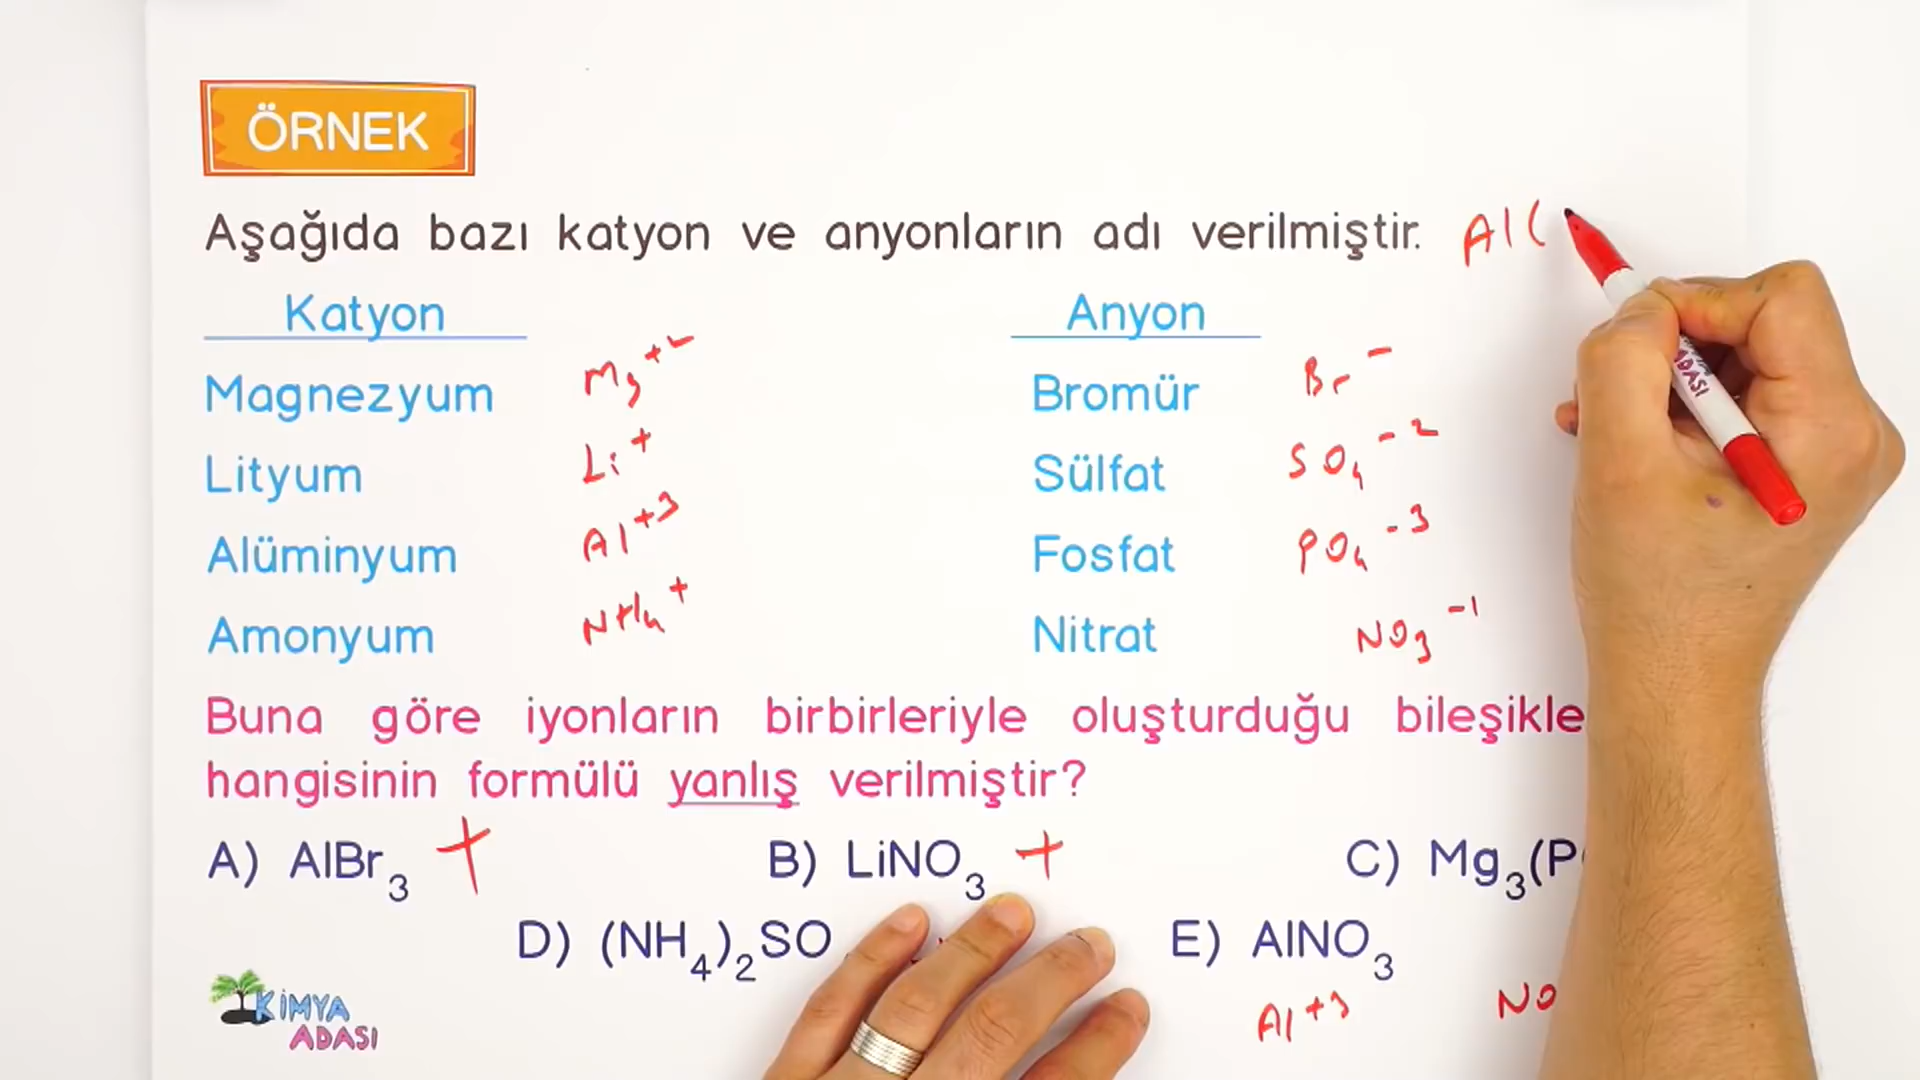 ÖRNEK
Aşağıda bazı katyon ve anyonların adı verilmiştir. Al(
Katyon Anyon
Magnezyum Mg+2 Bromür Br-
Lityum Li+ Sülfat SO4-2
Alüminyum Al+3 Fosfat PO4-3
Amonyum NH4+ Nitrat NO3-1
Buna göre iyonların birbirleriyle oluşturduğu bileşikle
hangisinin formülü yanlış verilmiştir?
A) AlBr3 + B) LiNO3 + C) Mg3(P
D) (NH4)2SO E) AlNO3
Al+3 NO
KİMYA
ADASI
ADASI